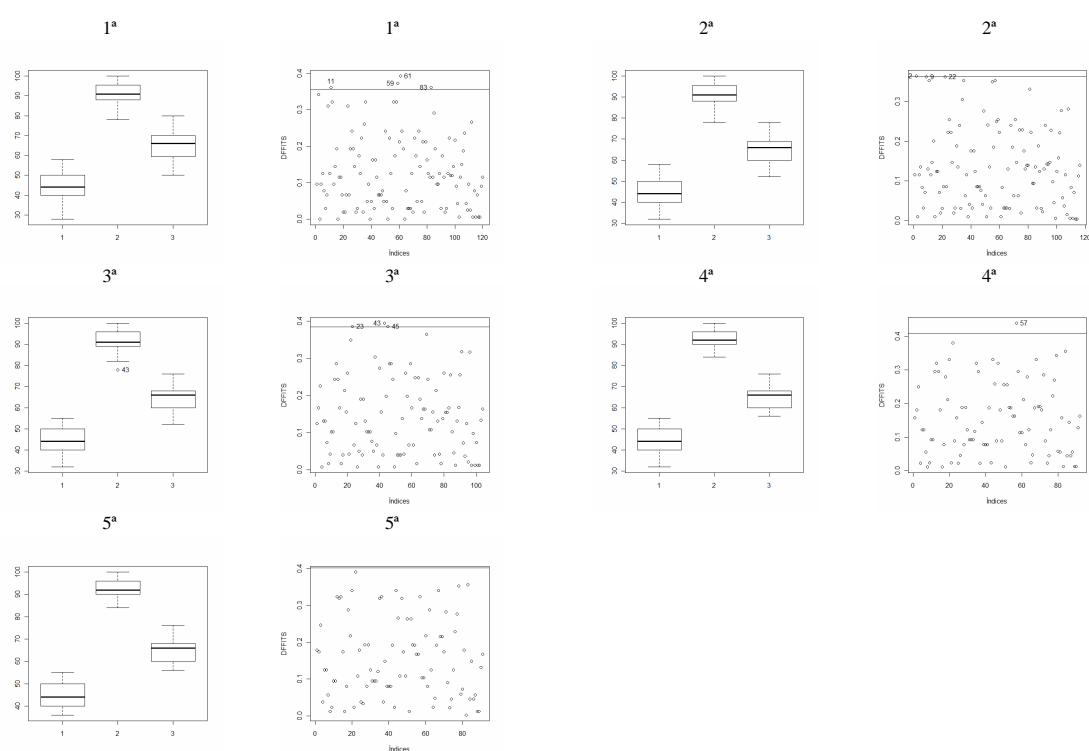 1ª
1ª
2ª
2ª
30 40 50 60 70 80 90 100
1 2 3
DFFITS
0.0 0.1 0.2 0.3 0.4
11
59
61
83
0 20 40 60 80 100 120
Índices
30 40 50 60 70 80 90 100
1 2 3
DFFITS
0.0 0.1 0.2 0.3
2
9
22
0 20 40 60 80 100 120
Índices
3ª
3ª
4ª
4ª
30 40 50 60 70 80 90 100
43
1 2 3
DFFITS
0.0 0.1 0.2 0.3 0.4
23
43
45
0 20 40 60 80 100
Índices
30 40 50 60 70 80 90 100
1 2 3
DFFITS
0.0 0.1 0.2 0.3 0.4
57
0 20 40 60 80
Índices
5ª
5ª
40 50 60 70 80 90 100
1 2 3
DFFITS
0.0 0.1 0.2 0.3 0.4
0 20 40 60 80
Índices